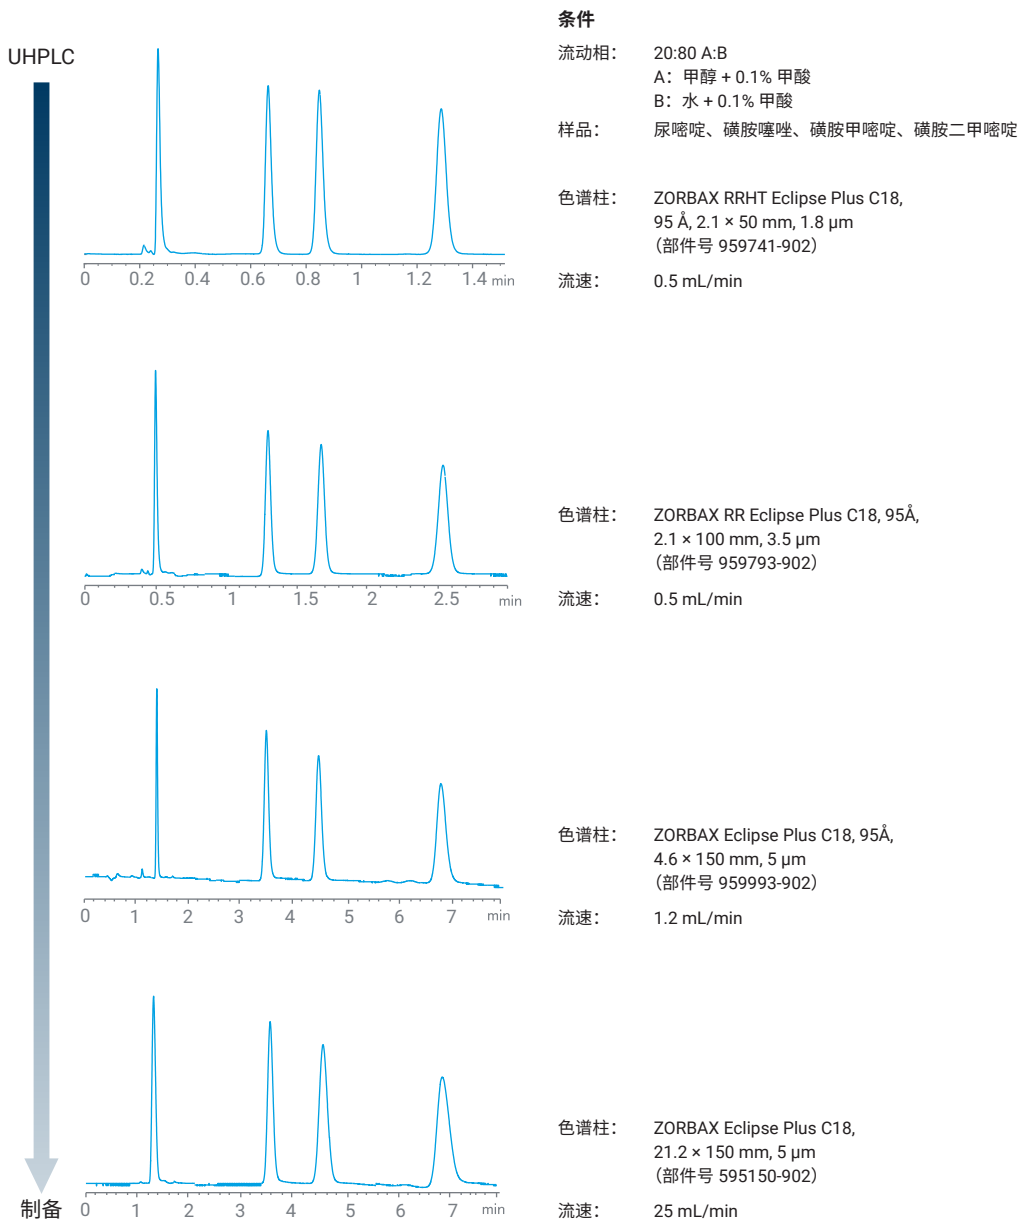 条件
UHPLC
流动相： 20:80 A:B
A：甲醇 + 0.1% 甲酸
B：水 + 0.1% 甲酸
样品： 尿嘧啶、磺胺噻唑、磺胺甲嘧啶、磺胺二甲嘧啶
色谱柱： ZORBAX RRHT Eclipse Plus C18,
95 Å, 2.1 × 50 mm, 1.8 µm
（部件号 959741-902）
0 0.2 0.4 0.6 0.8 1 1.2 1.4 min
流速： 0.5 mL/min
色谱柱： ZORBAX RR Eclipse Plus C18, 95Å,
2.1 × 100 mm, 3.5 µm
（部件号 959793-902）
0 0.5 1 1.5 2 2.5 min
流速： 0.5 mL/min
色谱柱： ZORBAX Eclipse Plus C18, 95Å,
4.6 × 150 mm, 5 µm
（部件号 959993-902）
0 1 2 3 4 5 6 7 min
流速： 1.2 mL/min
色谱柱： ZORBAX Eclipse Plus C18,
21.2 × 150 mm, 5 µm
（部件号 595150-902）
制备
0 1 2 3 4 5 6 7 min
流速： 25 mL/min